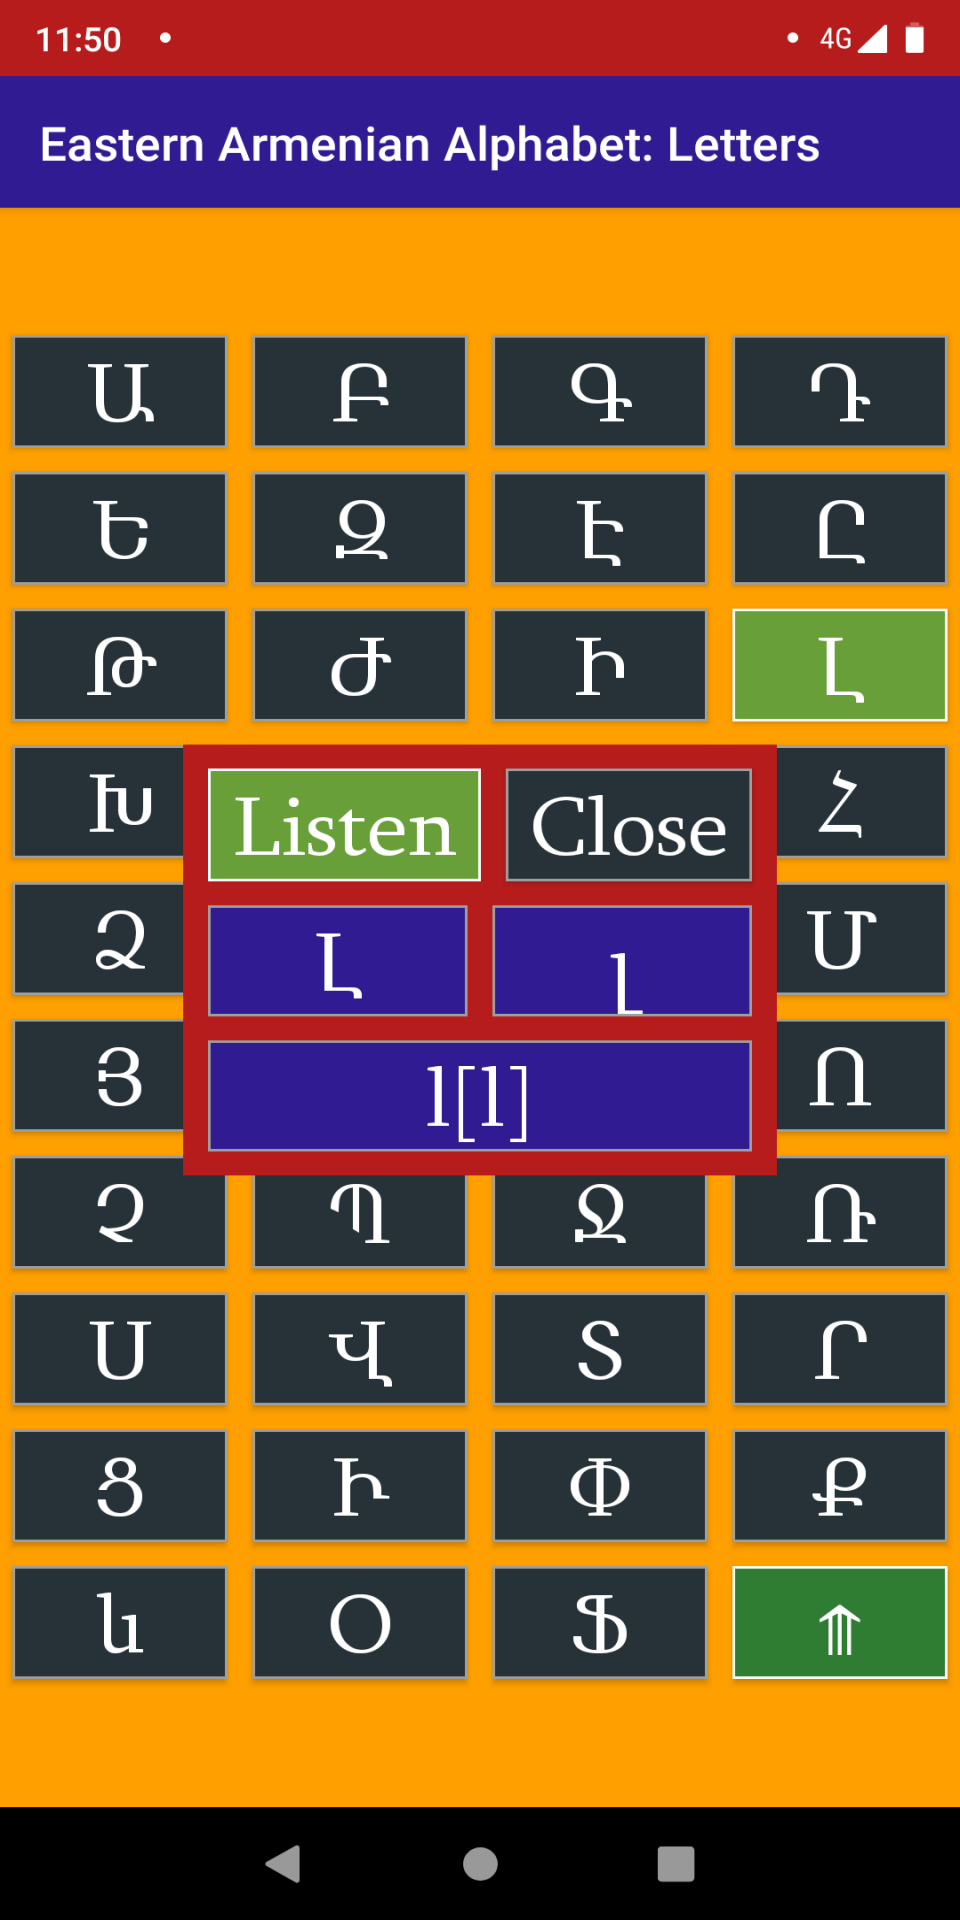 11:50 4G
Eastern Armenian Alphabet: Letters
Ա Բ Գ Դ
Ե Զ Է Ը
Թ Ժ Ի Լ
Խ Հ
Listen Close
Ձ Մ
Լ լ
Յ Ո
l[l]
Չ Պ Ջ Ռ
Ս Վ Տ Ր
Ց Ւ Փ Ք
և Օ Ֆ ⤊